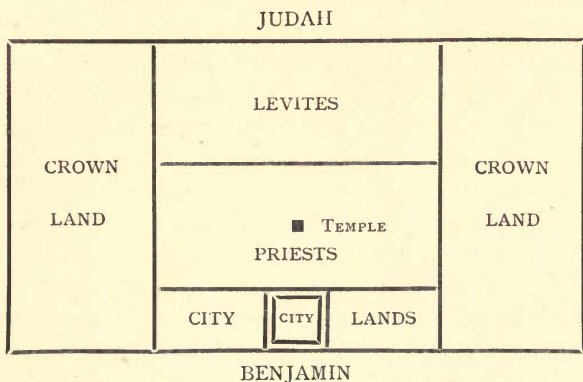 JUDAH
LEVITES
CROWN CROWN
LAND LAND
TEMPLE
PRIESTS
CITY CITY LANDS
BENJAMIN